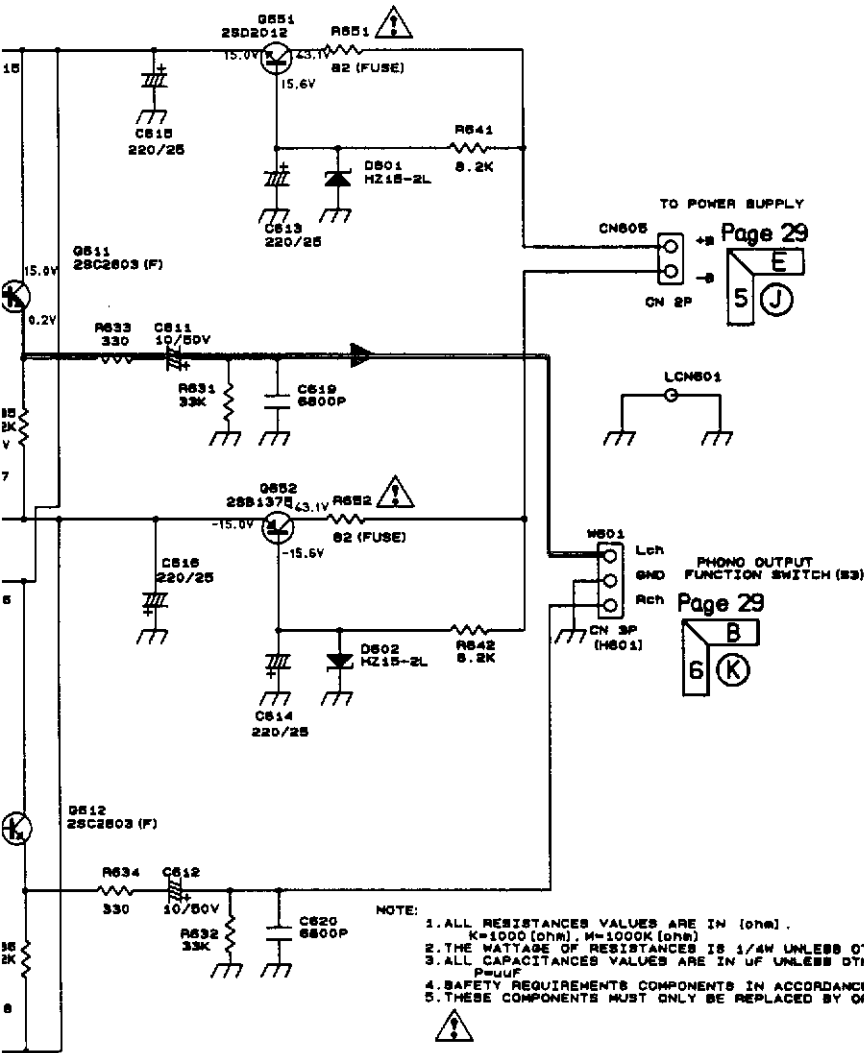 Q651
2SD2012
R651
15.0V
43.1V
82 (FUSE)
15
15.6V
C615
220/25
R641
8.2K
D601
HZ15-2L
C613
220/25
TO POWER SUPPLY
CN605
+B
Page 29
E
-B
5
J
CN 2P
Q611
2SC2603 (F)
15.0V
0.2V
R633
330
C611
10/50V
LCN601
R631
33K
C619
6800P
2K
V
7
Q652
2SB1375
-43.1V
R652
-15.0V
82 (FUSE)
-15.6V
C616
220/25
W601
Lch
GND
Rch
PHONO OUTPUT
FUNCTION SWITCH (S3)
Page 29
B
6
K
CN 3P
(H601)
6
D602
HZ15-2L
R642
8.2K
C614
220/25
Q612
2SC2603 (F)
R634
330
C612
10/50V
R632
33K
C620
6800P
2K
8
NOTE:
1. ALL RESISTANCES VALUES ARE IN (ohm).
K=1000 (ohm), M=1000K (ohm)
2. THE WATTAGE OF RESISTANCES IS 1/4W UNLESS
3. ALL CAPACITANCES VALUES ARE IN UF UNLESS
P=uuF
4. SAFETY REQUIREMENTS COMPONENTS IN ACCORDANCE
5. THESE COMPONENTS MUST ONLY BE REPLACED BY